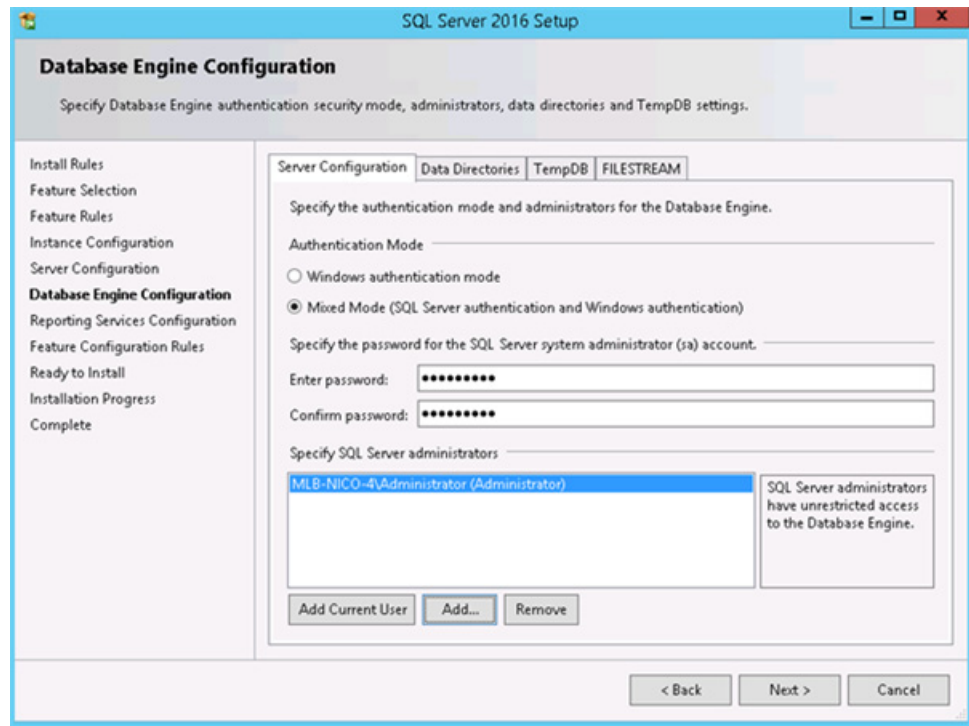 SQL Server 2016 Setup
Database Engine Configuration
Specify Database Engine authentication security mode, administrators, data directories and TempDB settings.
Install Rules
Feature Selection
Feature Rules
Instance Configuration
Server Configuration
Database Engine Configuration
Reporting Services Configuration
Feature Configuration Rules
Ready to Install
Installation Progress
Complete
Server Configuration
Data Directories
TempDB
FILESTREAM
Specify the authentication mode and administrators for the Database Engine.
Authentication Mode
Windows authentication mode
Mixed Mode (SQL Server authentication and Windows authentication)
Specify the password for the SQL Server system administrator (sa) account.
Enter password: •••••••••
Confirm password: •••••••••
Specify SQL Server administrators
MLB-NICO-4\Administrator (Administrator)
SQL Server administrators
have unrestricted access
to the Database Engine.
Add Current User
Add...
Remove
< Back
Next >
Cancel